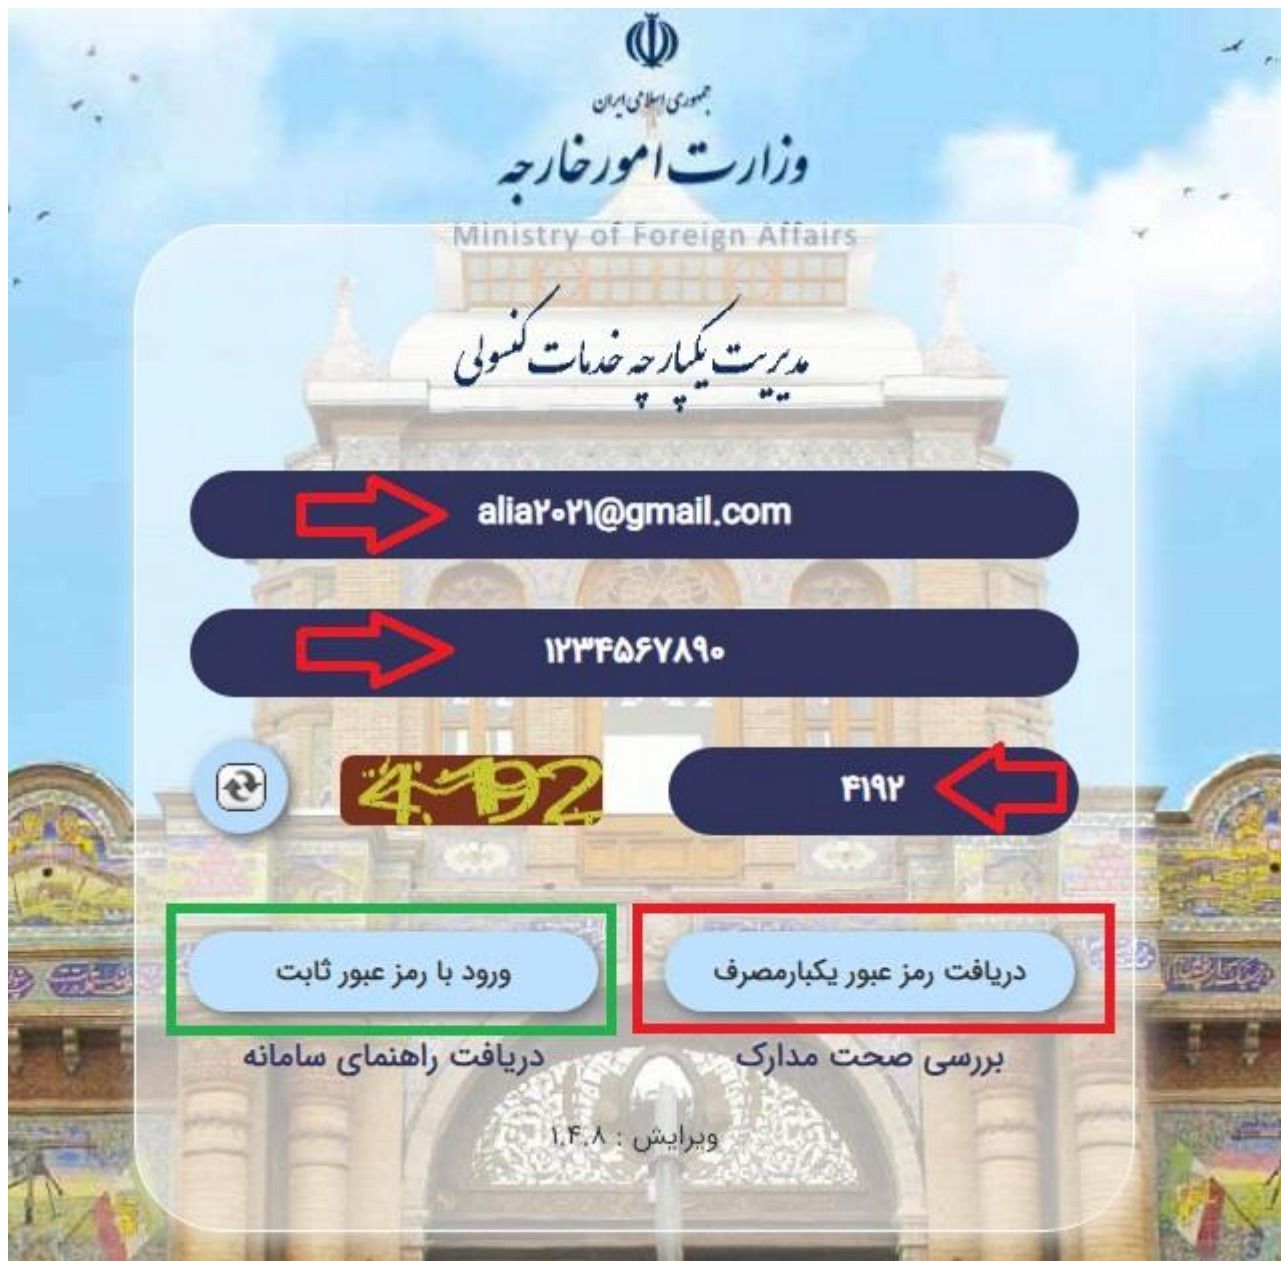 جمهوری اسلامی ایران
وزارت امور خارجه
Ministry of Foreign Affairs
مدیریت یکپارچه خدمات کنسولی
alia۲۰۲۱@gmail.com
۱۲۳۴۵۶۷۸۹۰
۴۱۹۲
4192
دریافت رمز عبور یکبارمصرف
ورود با رمز عبور ثابت
بررسی صحت مدارک
دریافت راهنمای سامانه
ویرایش : ۱.۴.۸